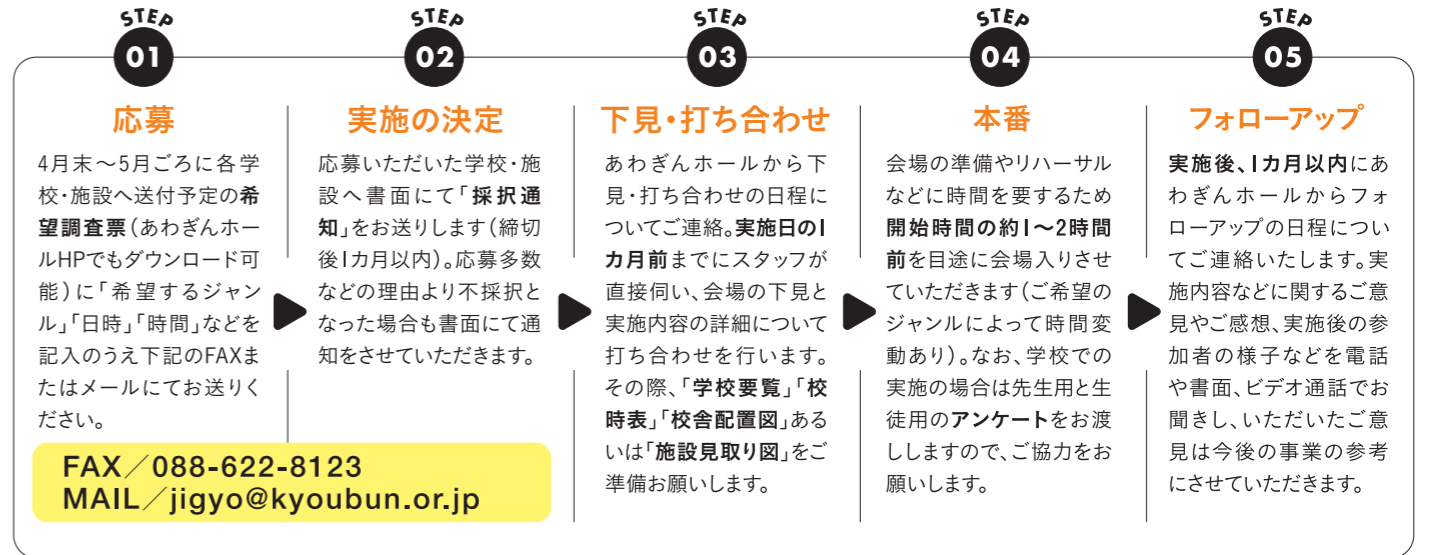 STEP
01
応募
4月末～5月ごろに各学
校・施設へ送付予定の希
望調査票（あわぎんホー
ルHPでもダウンロード可
能）に「希望するジャン
ル」「日時」「時間」などを
記入のうえ下記のFAXま
たはメールにてお送りく
ださい。
FAX／088-622-8123
MAIL／jigyo@kyoubun.or.jp
STEP
02
実施の決定
応募いただいた学校・施
設へ書面にて「採択通
知」をお送りします（締切
後1カ月以内）。応募多数
などの理由より不採択と
なった場合も書面にて通
知をさせていただきます。
STEP
03
下見・打ち合わせ
あわぎんホールから下
見・打ち合わせの日程に
ついてご連絡。実施日の1
カ月前までにスタッフが
直接伺い、会場の下見と
実施内容の詳細について
打ち合わせを行います。
その際、「学校要覧」「校
時表」「校舎配置図」ある
いは「施設見取り図」をご
準備お願いします。
STEP
04
本番
会場の準備やリハーサル
などに時間を要するため
開始時間の約1～2時間
前を目途に会場入りさせ
ていただきます（ご希望の
ジャンルによって時間変
動あり）。なお、学校での
実施の場合は先生用と生
徒用のアンケートをお渡
ししますので、ご協力をお
願いします。
STEP
05
フォローアップ
実施後、1カ月以内にあ
わぎんホールからフォ
ローアップの日程につい
てご連絡いたします。実
施内容などに関するご意
見やご感想、実施後の参
加者の様子などを電話
や書面、ビデオ通話でお
聞きし、いただいたご意
見は今後の事業の参考
にさせていただきます。